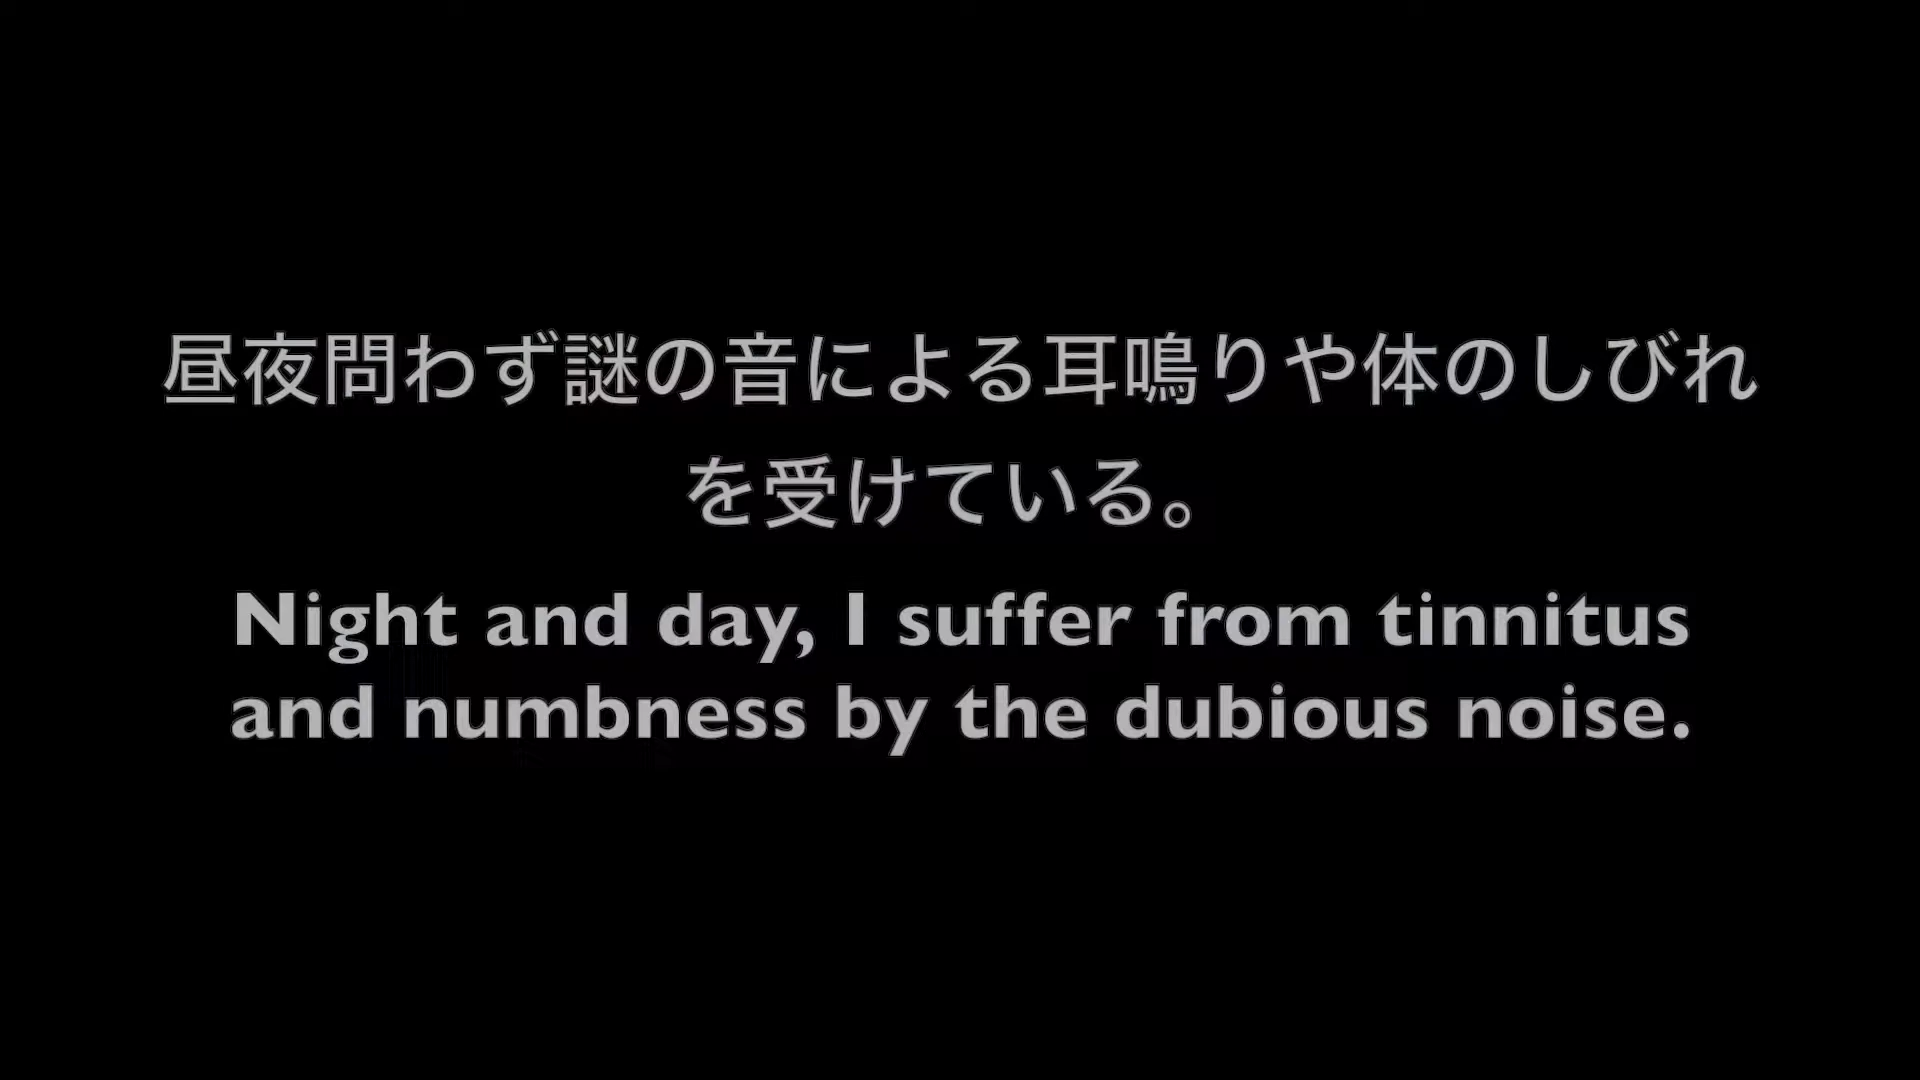 昼夜問わず謎の音による耳鳴りや体のしびれ
を受けている。
Night and day, I suffer from tinnitus
and numbness by the dubious noise.